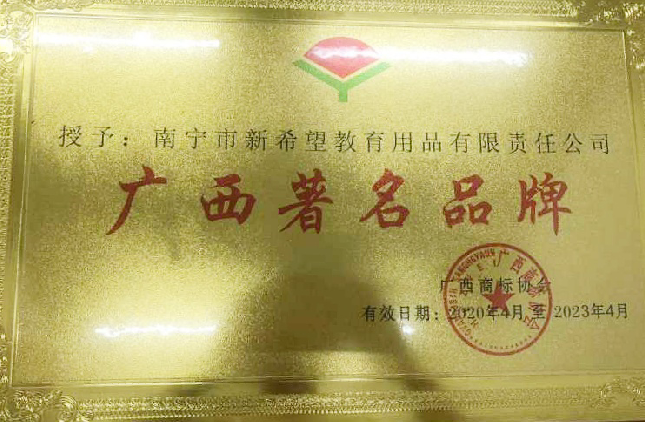 授予：南宁市新希望教育用品有限责任公司
广西著名品牌
广西商标协会
有效日期：2020年4月至2023年4月